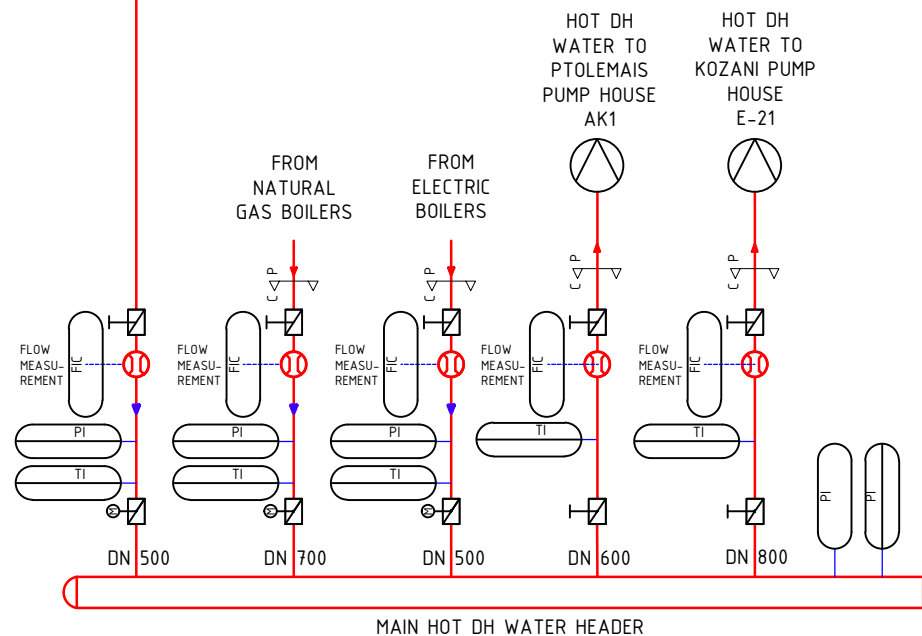 HOT DH
WATER TO
PTOLEMAIS
PUMP HOUSE
AK1
HOT DH
WATER TO
KOZANI PUMP
HOUSE
E-21
FROM
NATURAL
GAS BOILERS
FROM
ELECTRIC
BOILERS
C P
C P
C P
C P
FLOW
MEASU-
REMENT
FIC
FLOW
MEASU-
REMENT
FIC
FLOW
MEASU-
REMENT
FIC
FLOW
MEASU-
REMENT
FIC
FLOW
MEASU-
REMENT
FIC
PI
PI
PI
TI
TI
TI
TI
TI
PI
PI
M
M
M
DN 500
DN 700
DN 500
DN 600
DN 800
MAIN HOT DH WATER HEADER